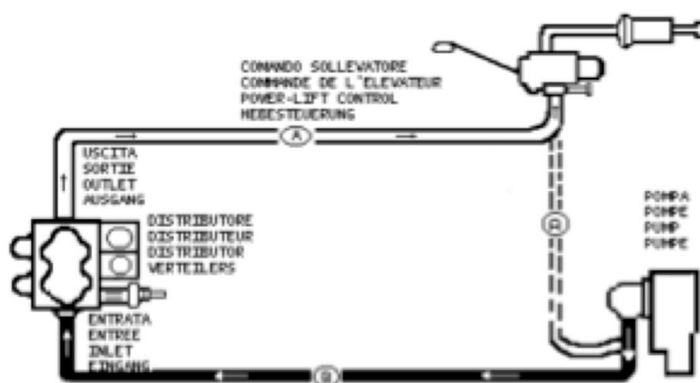 COMANDO SOLLEVATORE
COMMANDE DE L'ELEVATEUR
POWER-LIFT CONTROL
HEBESTEUERUNG
A
USCITA
SORTIE
OUTLET
AUSGANG
DISTRIBUTORE
DISTRIBUTEUR
DISTRIBUTOR
VERTEILERS
POMPA
POMPE
PUMP
PUMPE
ENTRATA
ENTREE
INLET
EINGANG
B